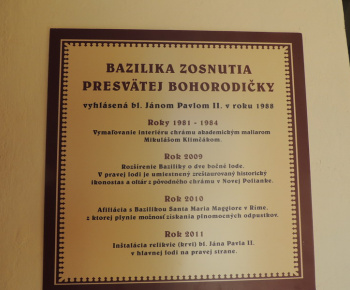 BAZILIKA ZOSNUTIA
PRESVÄTEJ BOHORODIČKY
vyhlásená bl. Jánom Pavlom II. v roku 1988
Roky 1981 - 1984
Vymaľovanie interiéru chrámu akademickým maliarom
Mikulášom Klimčákom.
Rok 2009
Rozšírenie Baziliky o dve bočné lode.
V pravej lodi je umiestnený zreštaurovaný historický
ikonostas a oltár z pôvodného chrámu v Novej Polianke.
Rok 2010
Afiliácia s Bazilikou Santa Maria Maggiore v Ríme,
z ktorej plynie možnosť získania plnomocných odpustkov.
Rok 2011
Inštalácia relikvie (krvi) bl. Jána Pavla II.
v hlavnej lodi na pravej strane.